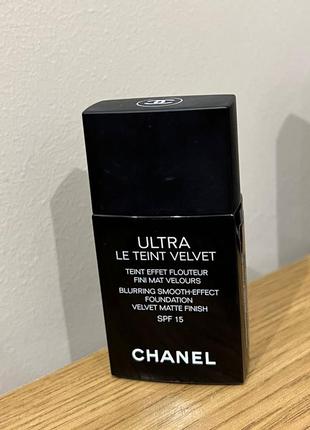 ULTRA
LE TEINT VELVET
TEINT EFFET FLOUTEUR
FINI MAT VELOURS
BLURRING SMOOTH-EFFECT
FOUNDATION
VELVET MATTE FINISH
SPF 15
CHANEL